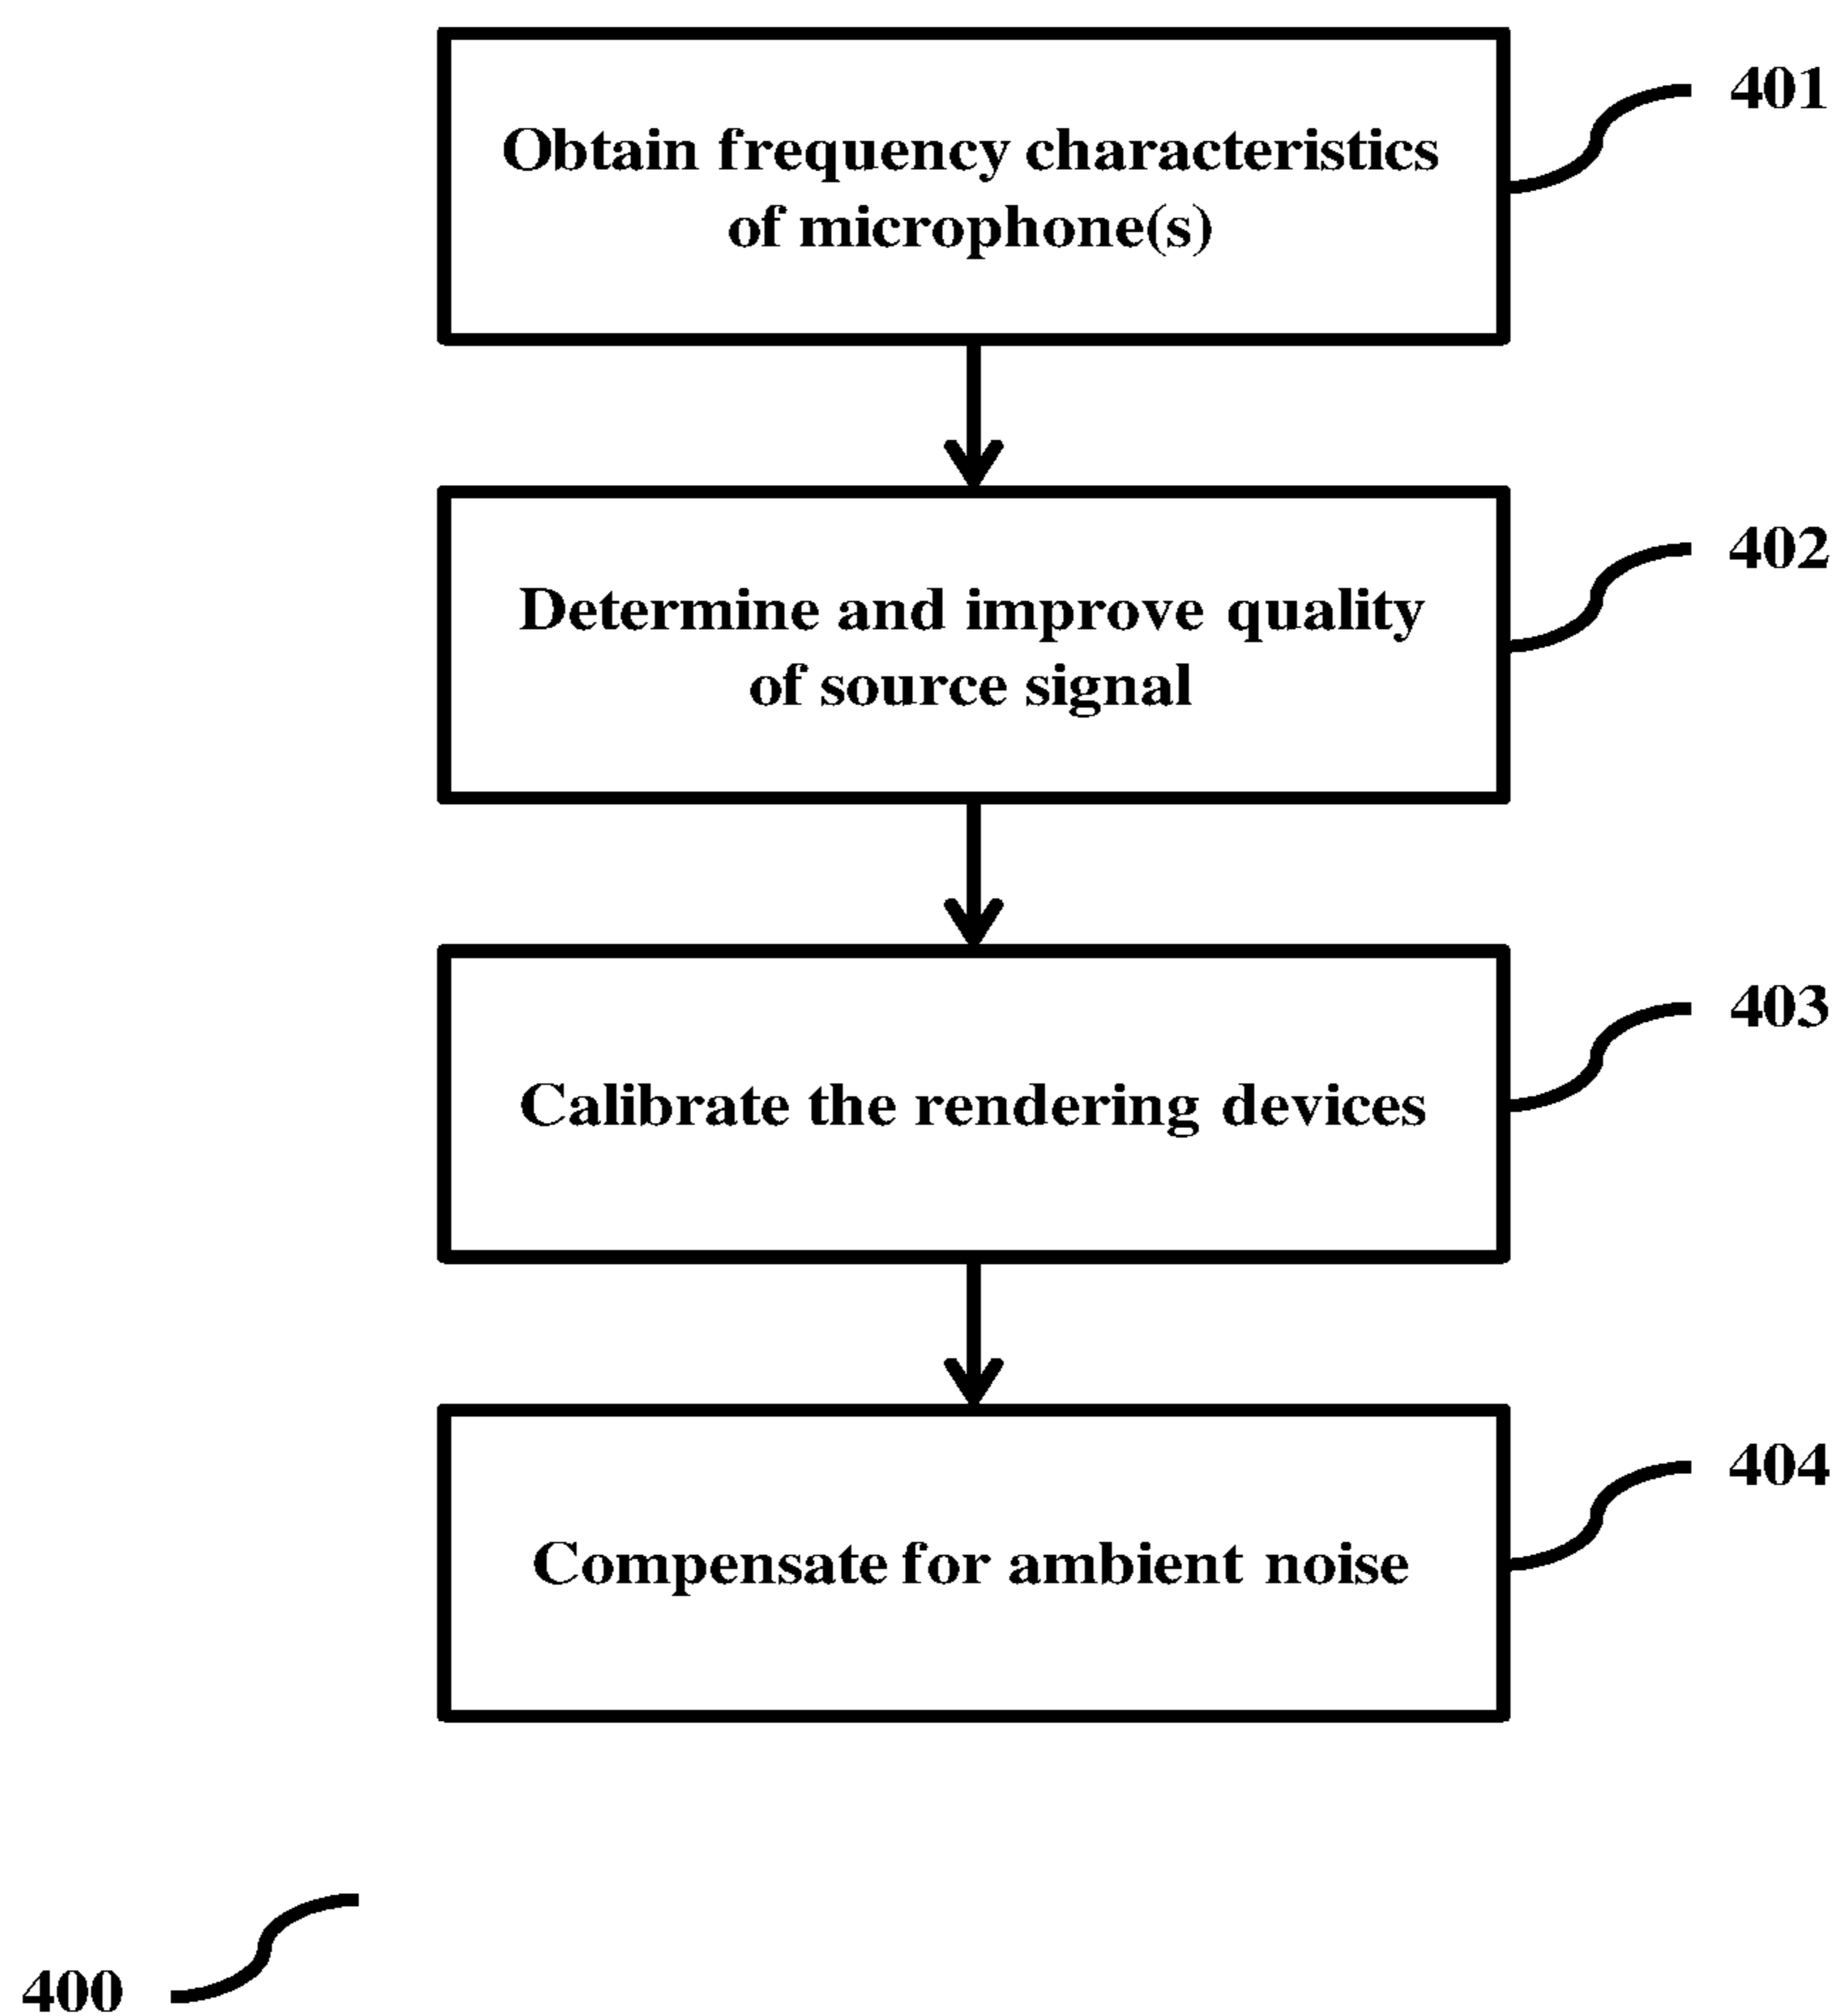 Obtain frequency characteristics
of microphone(s)
401
Determine and improve quality
of source signal
402
Calibrate the rendering devices
403
Compensate for ambient noise
404
400